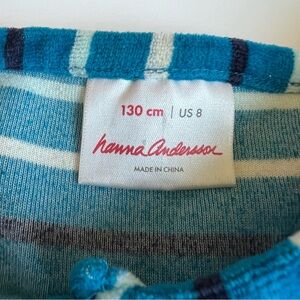 130 cm | US 8
hanna Andersson
MADE IN CHINA